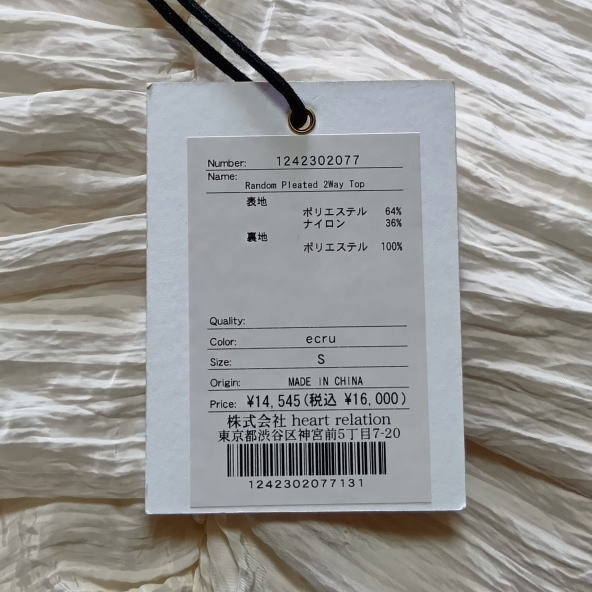 Number: 1242302077
Name:
Random Pleated 2Way Top
表地
ポリエステル 64%
ナイロン 36%
裏地
ポリエステル 100%
Quality:
Color: ecru
Size: S
Origin: MADE IN CHINA
Price: ¥14,545(税込 ¥16,000)
株式会社 heart relation
東京都渋谷区神宮前5丁目7-20
1242302077131